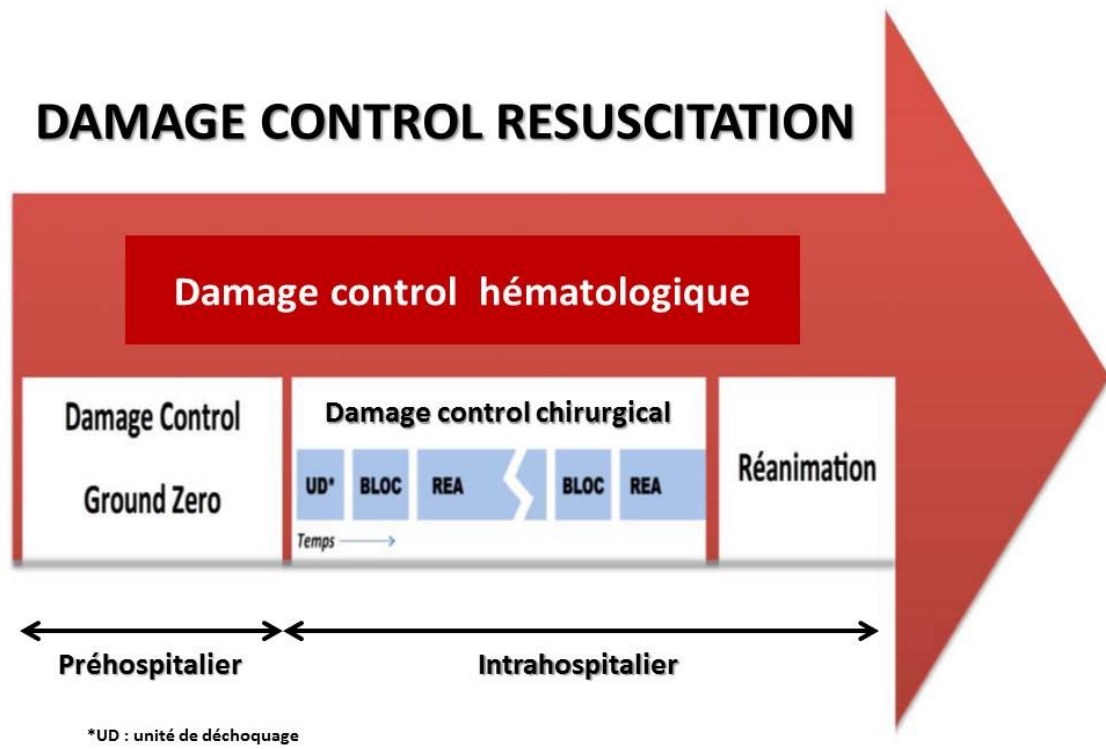 DAMAGE CONTROL RESUSCITATION
Damage control hématologique
Damage Control
Ground Zero
Damage control chirurgical
UD* BLOC REA BLOC REA
Temps
Réanimation
Préhospitalier
Intrahospitalier
*UD : unité de déchoquage